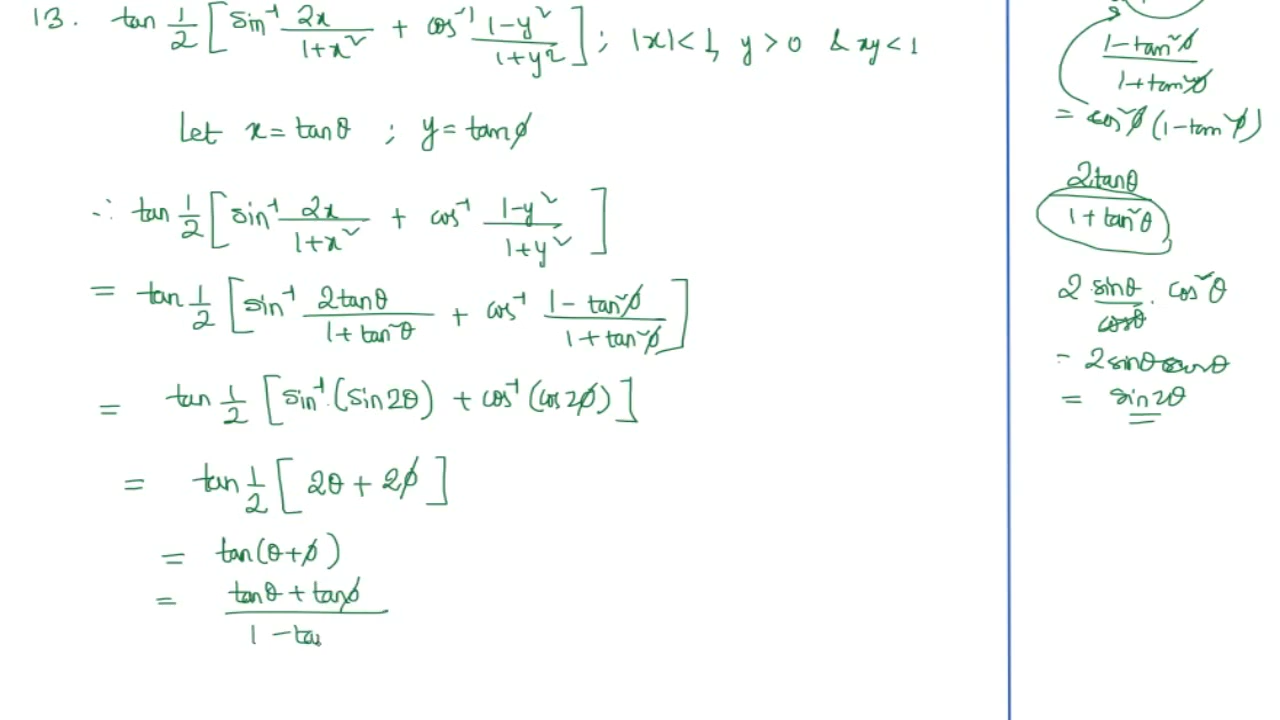 13. tan 1/2 [sin⁻¹ 2x/(1+x²) + cos⁻¹ (1-y²)/(1+y²)] ; |x|<1, y>0 & xy<1
Let x=tanθ ; y=tanφ
∴ tan 1/2 [sin⁻¹ 2x/(1+x²) + cos⁻¹ (1-y²)/(1+y²)]
= tan 1/2 [sin⁻¹ 2tanθ/(1+tan²θ) + cos⁻¹ (1-tan²φ)/(1+tan²φ)]
= tan 1/2 [sin⁻¹(sin2θ) + cos⁻¹(cos2φ)]
= tan 1/2 [2θ+2φ]
= tan(θ+φ)
= (tanθ+tanφ)/(1-ta
(1-tan²φ)/(1+tan²φ)
= cos²φ(1-tan²φ)
2tanθ/(1+tan²θ)
2 sinθ/cosθ . cos²θ
= 2sinθcosθ
= sin2θ